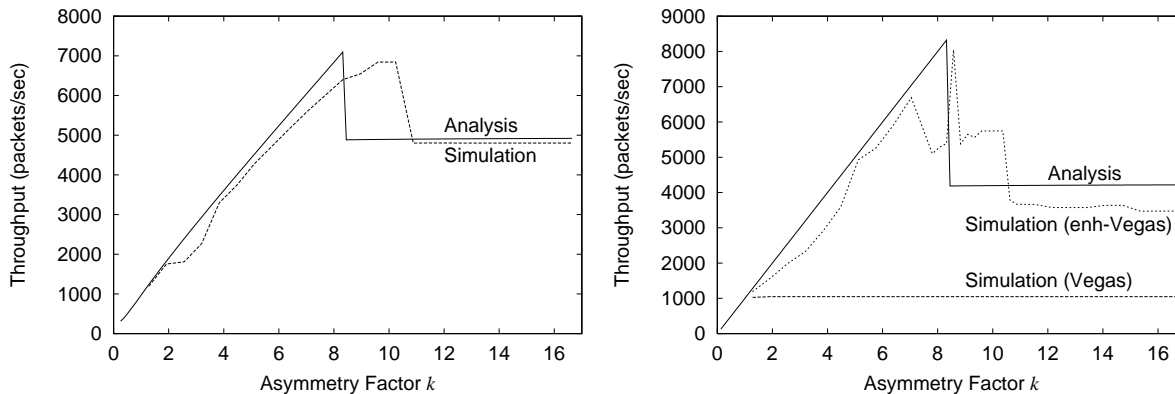 8000
7000
6000
5000
4000
3000
2000
1000
0
0 2 4 6 8 10 12 14 16
Throughput (packets/sec)
Asymmetry Factor k
Analysis
Simulation
9000
8000
7000
6000
5000
4000
3000
2000
1000
0
0 2 4 6 8 10 12 14 16
Throughput (packets/sec)
Asymmetry Factor k
Analysis
Simulation (enh-Vegas)
Simulation (Vegas)